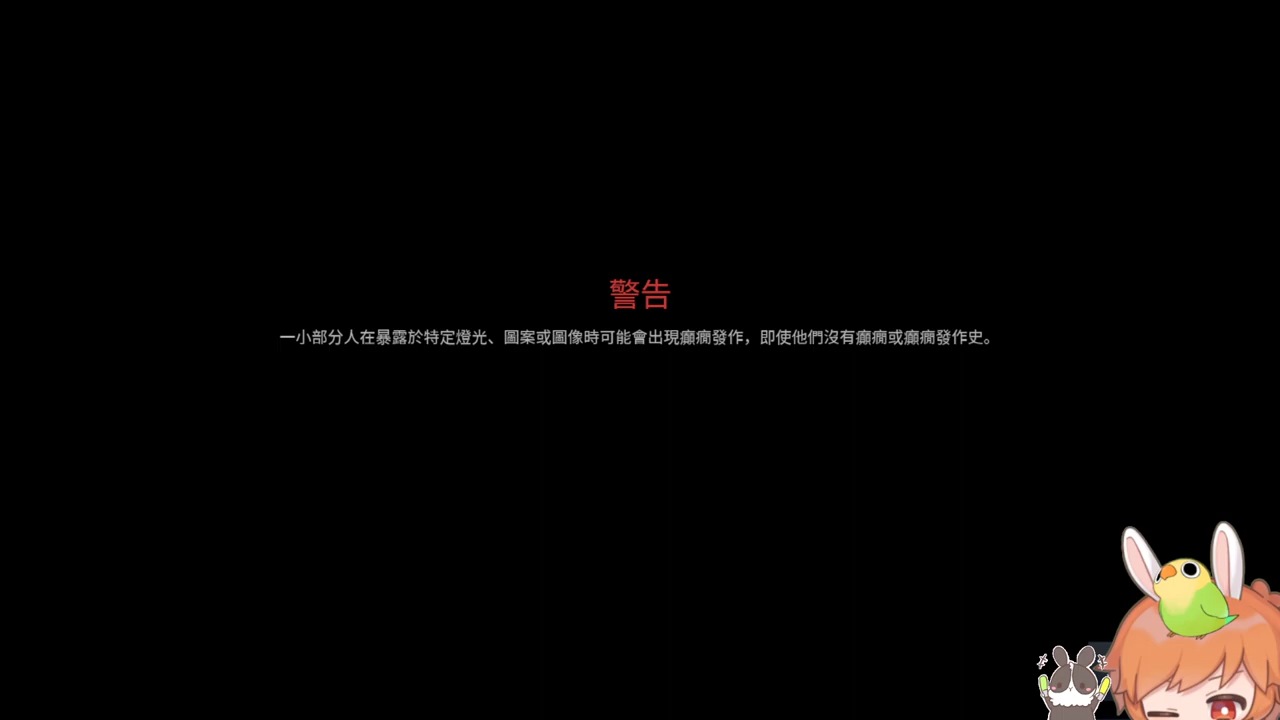 警告
一小部分人在暴露於特定燈光、圖案或圖像時可能會出現癲癇發作，即使他們沒有癲癇或癲癇發作史。